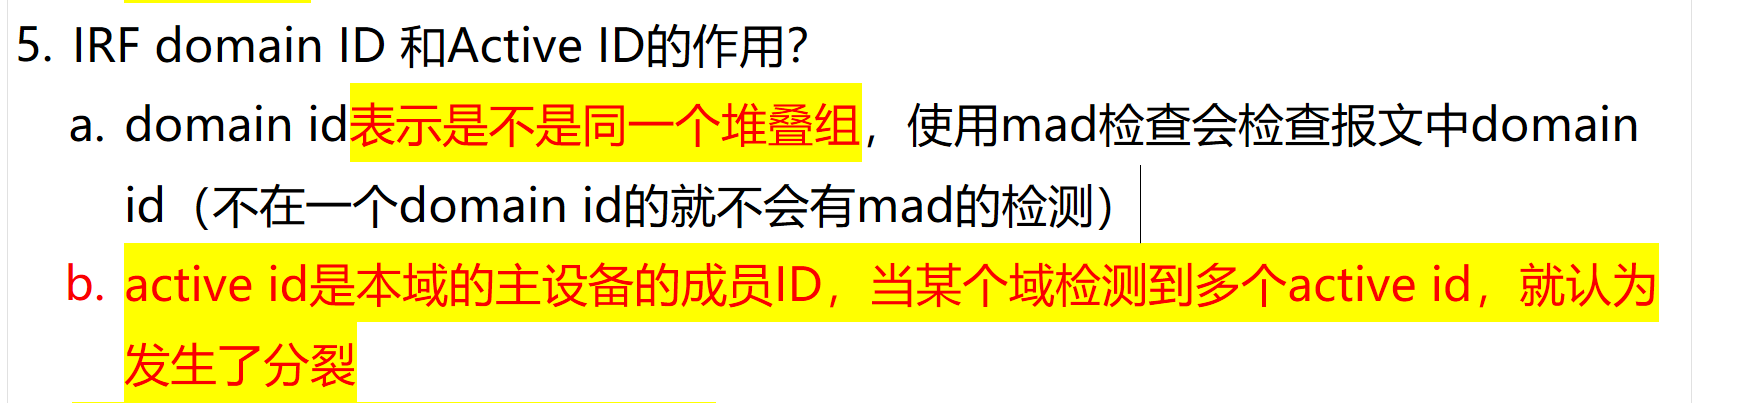 5. IRF domain ID 和Active ID的作用？
a. domain id表示是不是同一个堆叠组，使用mad检查会检查报文中domain
id（不在一个domain id的就不会有mad的检测）
b. active id是本域的主设备的成员ID，当某个域检测到多个active id，就认为
发生了分裂